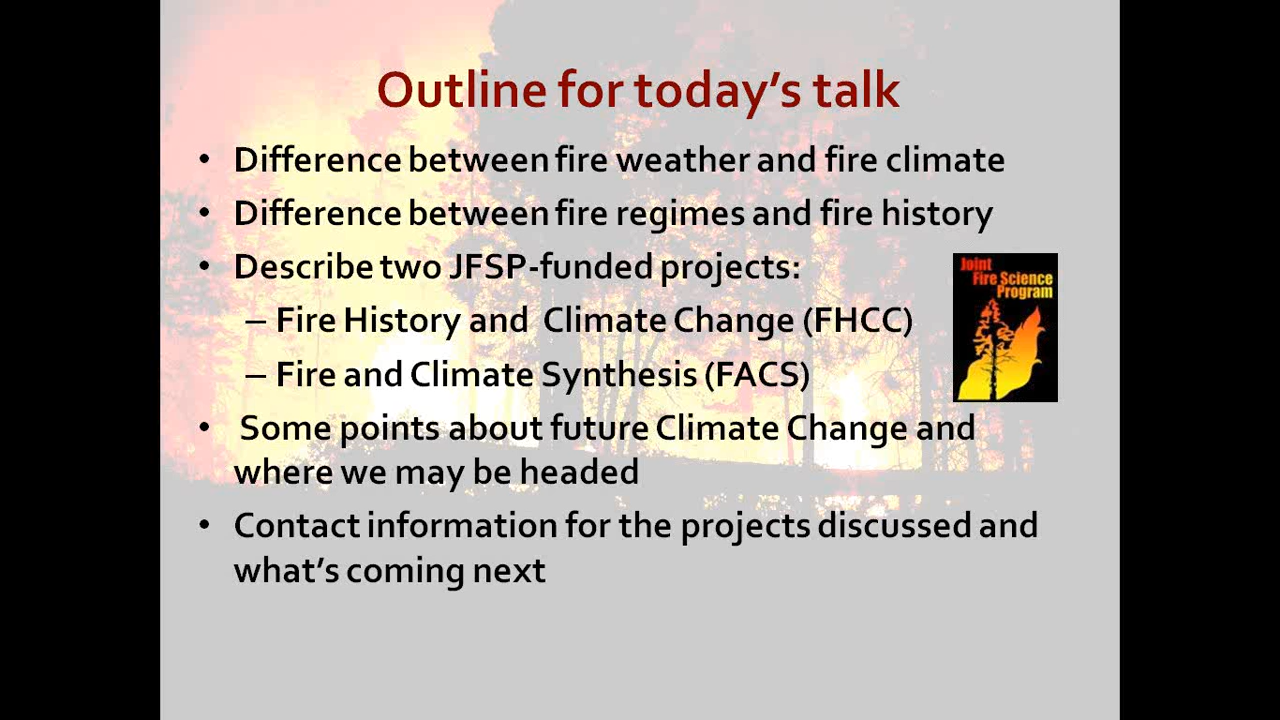 Outline for today’s talk
• Difference between fire weather and fire climate
• Difference between fire regimes and fire history
• Describe two JFSP-funded projects:
– Fire History and Climate Change (FHCC)
– Fire and Climate Synthesis (FACS)
• Some points about future Climate Change and
where we may be headed
• Contact information for the projects discussed and
what’s coming next
Joint
Fire Science
Program